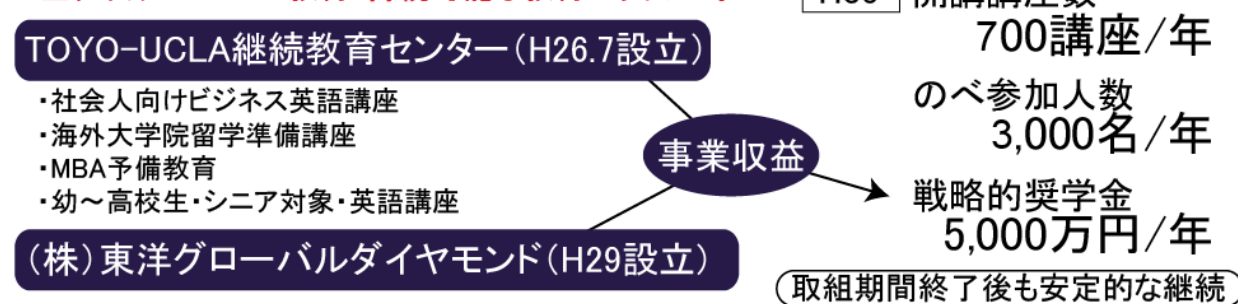 TOYO-UCLA継続教育センター(H26.7設立)
・社会人向けビジネス英語講座
・海外大学院留学準備講座
・MBA予備教育
・幼～高校生・シニア対象・英語講座
(株)東洋グローバルダイヤモンド(H29設立)
事業収益
開講講座数
700講座/年
のべ参加人数
3,000名/年
戦略的奨学金
5,000万円/年
取組期間終了後も安定的な継続